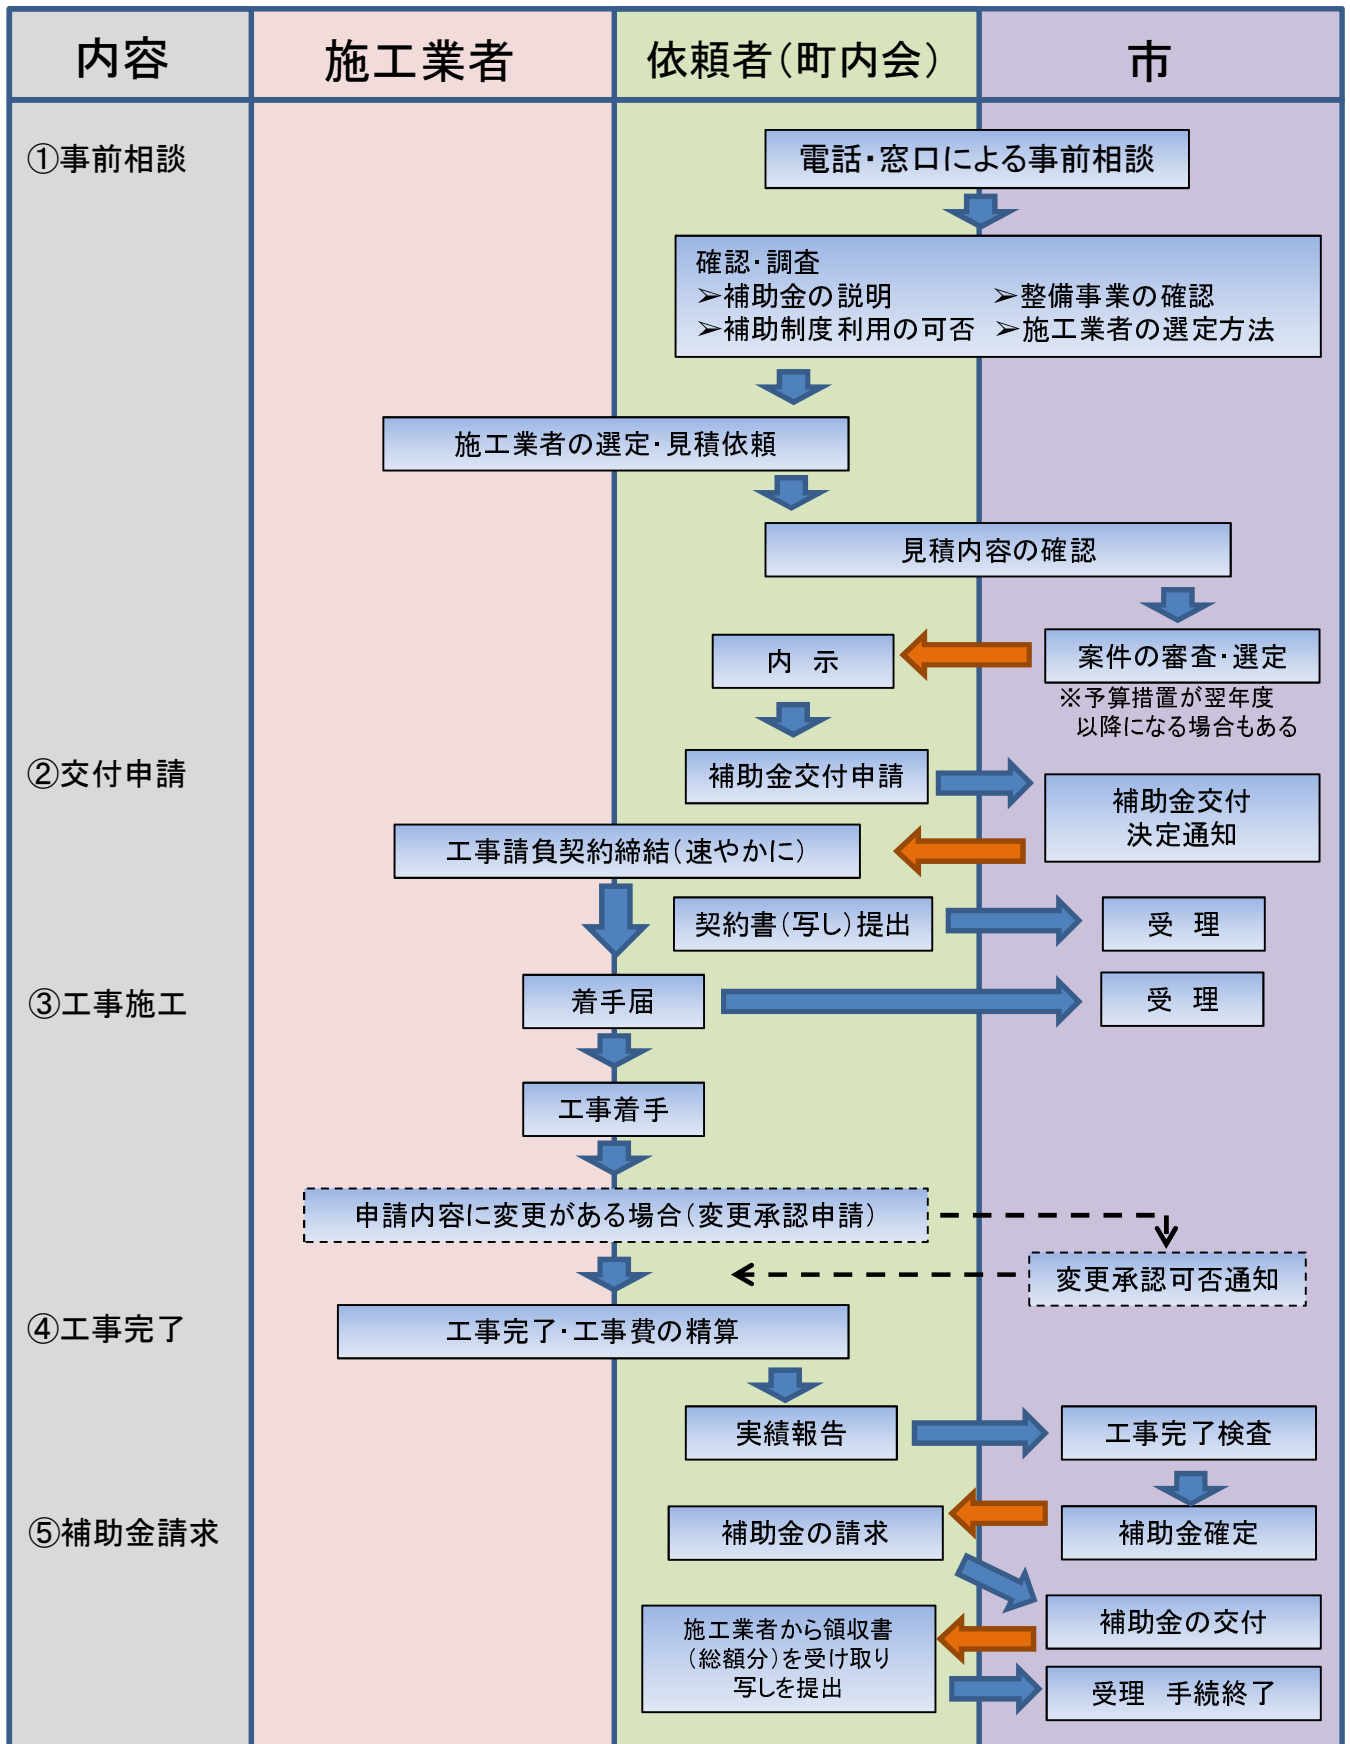 内容
施工業者
依頼者（町内会）
市
①事前相談
電話・窓口による事前相談
確認・調査
➢補助金の説明　➢整備事業の確認
➢補助制度利用の可否　➢施工業者の選定方法
施工業者の選定・見積依頼
見積内容の確認
内　示
案件の審査・選定
※予算措置が翌年度
以降になる場合もある
②交付申請
補助金交付申請
補助金交付
決定通知
工事請負契約締結（速やかに）
契約書（写し）提出
受　理
③工事施工
着手届
受　理
工事着手
申請内容に変更がある場合（変更承認申請）
変更承認可否通知
④工事完了
工事完了・工事費の精算
実績報告
工事完了検査
⑤補助金請求
補助金の請求
補助金確定
補助金の交付
施工業者から領収書
（総額分）を受け取り
写しを提出
受理　手続終了